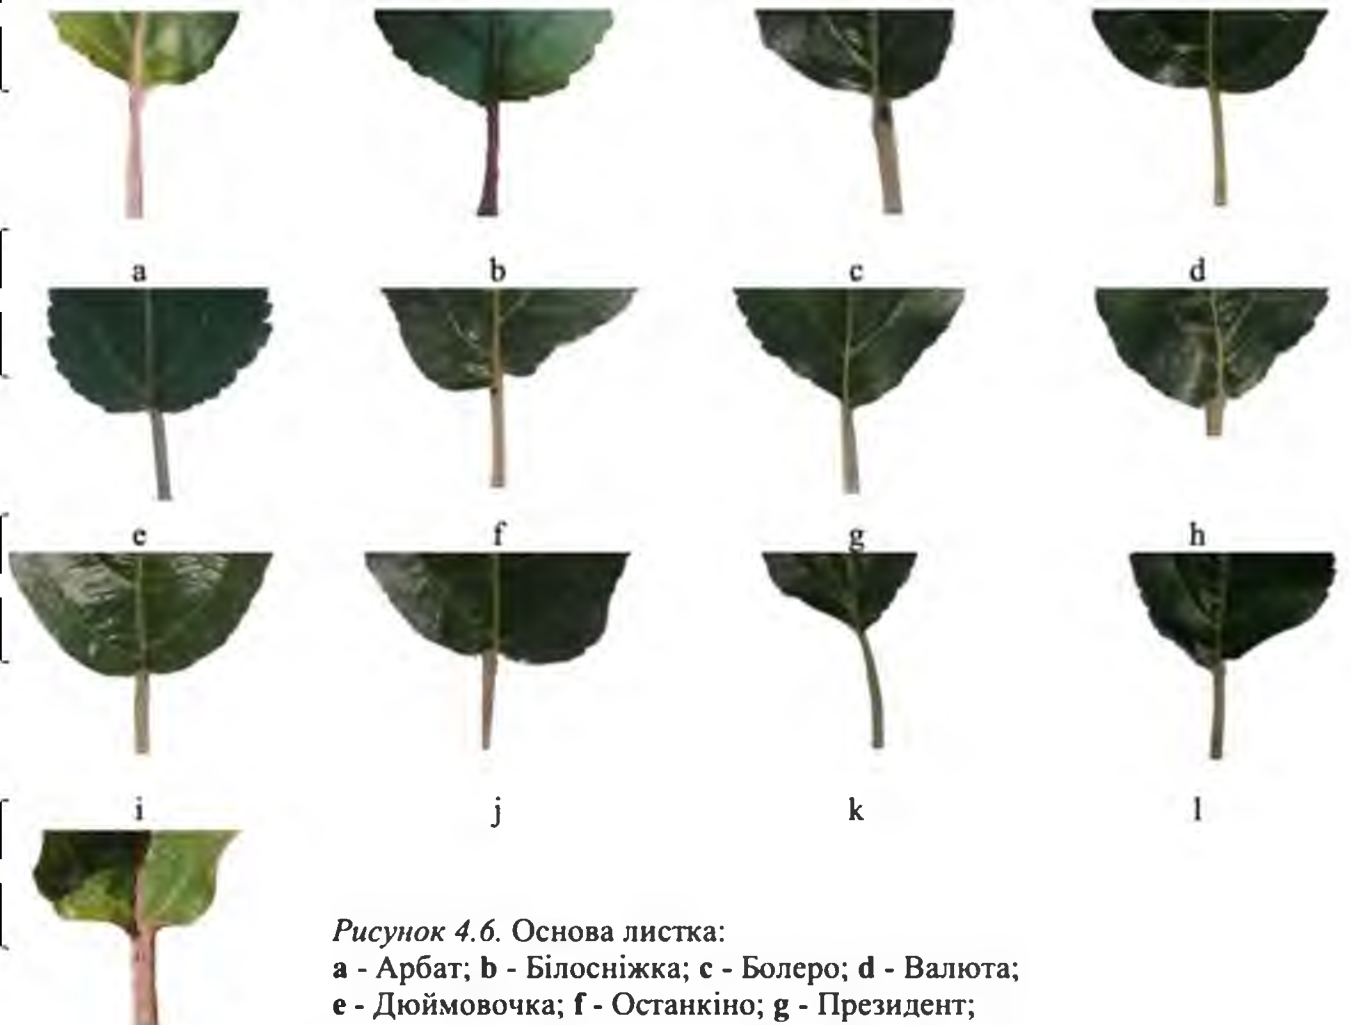 a b c d
e f g h
i j k l
Рисунок 4.6. Основа листка:
a - Арбат; b - Білосніжка; c - Болеро; d - Валюта;
e - Дюймовочка; f - Останкіно; g - Президент;